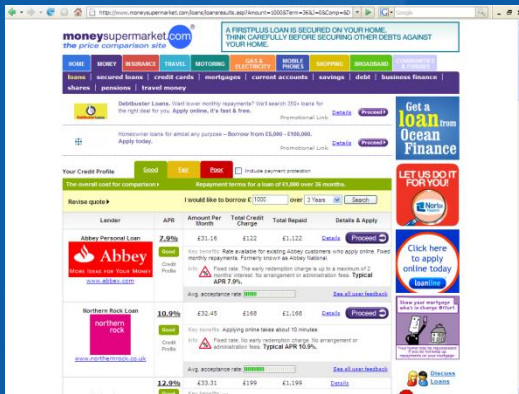 http://www.moneysupermarket.com/loans/loansresults.asp?Amount=1000&Term=36&
moneysupermarket.com
the price comparison site
A FIRSTPLUS LOAN IS SECURED ON YOUR HOME.
THINK CAREFULLY BEFORE SECURING OTHER DEBTS AGAINST
YOUR HOME.
HOME MONEY INSURANCE TRAVEL MOTORING GAS & ELECTRICITY MOBILE PHONES SHOPPING BROADBAND
loans | secured loans | credit cards | mortgages | current accounts | savings | debt | business finance |
shares | pensions | travel money
Debtbuster Loans. Want lower monthly repayments? We'll search 350+ loans for
the right deal for you. Apply online, it's fast & free.
Promotional Link Details Proceed
Homeowner loans for almost any purpose - Borrow from £5,000 - £100,000.
Apply today.
Promotional Link Details Proceed
Your Credit Profile Good Fair Poor Include payment protection
The overall cost for comparison Repayment terms for a loan of £1,000 over 36 months.
Revise quote I would like to borrow £ 1000 over 3 Years Search
Lender APR Amount Per Month Total Credit Charge Total Repaid Details & Apply
Abbey Personal Loan 7.9% £31.16 £122 £1,122 Details Proceed
Abbey
MORE IDEAS FOR YOUR MONEY
www.abbey.com
Good
Credit Profile
Key benefits: Rate available for existing Abbey customers who apply online. Fixed
monthly repayments. Formerly known as Abbey National.
Info Fixed rate. The early redemption charge is up to a maximum of 2
months' interest. No arrangement or administration fees. Typical
APR 7.9%.
Avg. acceptance rate See all user feedback
Northern Rock Loan 10.9% £32.45 £168 £1,168 Details Proceed
northern rock
www.northernrock.co.uk
Good
Credit Profile
Key benefits: Applying online takes about 10 minutes.
Info Fixed rate. No early redemption charge. No arrangement or
administration fees. Typical APR 10.9%.
Avg. acceptance rate See all user feedback
12.9% £33.31 £199 £1,199 Details
Good
Get a
loan from
Ocean
Finance
LET US DO IT
FOR YOU!
Norton
Click here
to apply
online today
loanline
Show your mortgage
who's in charge
Discuss
Loans